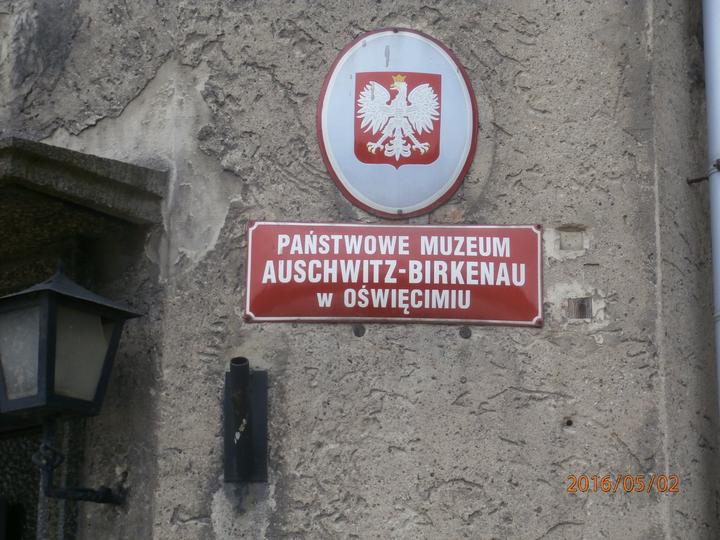 PAŃSTWOWE MUZEUM
AUSCHWITZ-BIRKENAU
w OŚWIĘCIMIU
2016/05/02